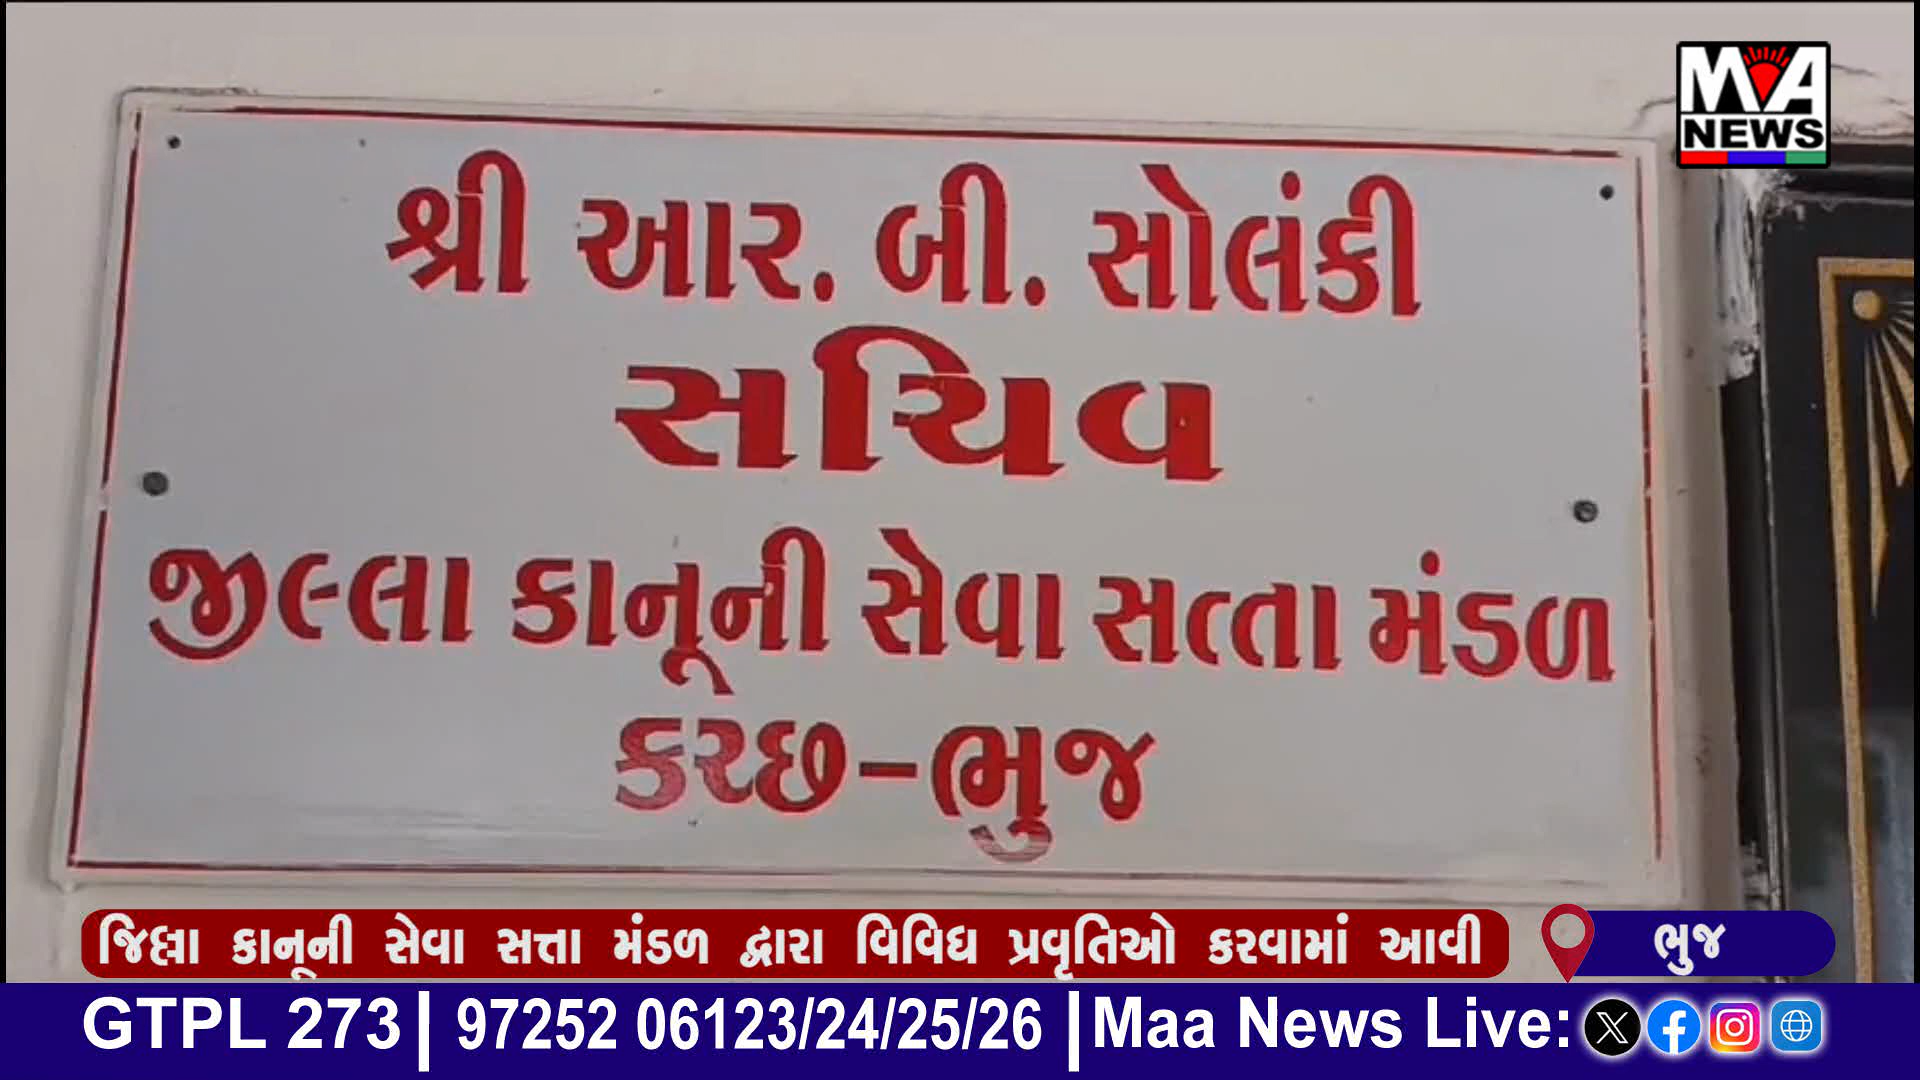 MAA NEWS
શ્રી આર. બી. સોલંકી
સચિવ
જીલ્લા કાનૂની સેવા સત્તા મંડળ
કચ્છ-ભુજ
જિલ્લા કાનૂની સેવા સત્તા મંડળ દ્વારા વિવિધ પ્રવૃતિઓ કરવામાં આવી
ભુજ
GTPL 273| 97252 06123/24/25/26 |Maa News Live: